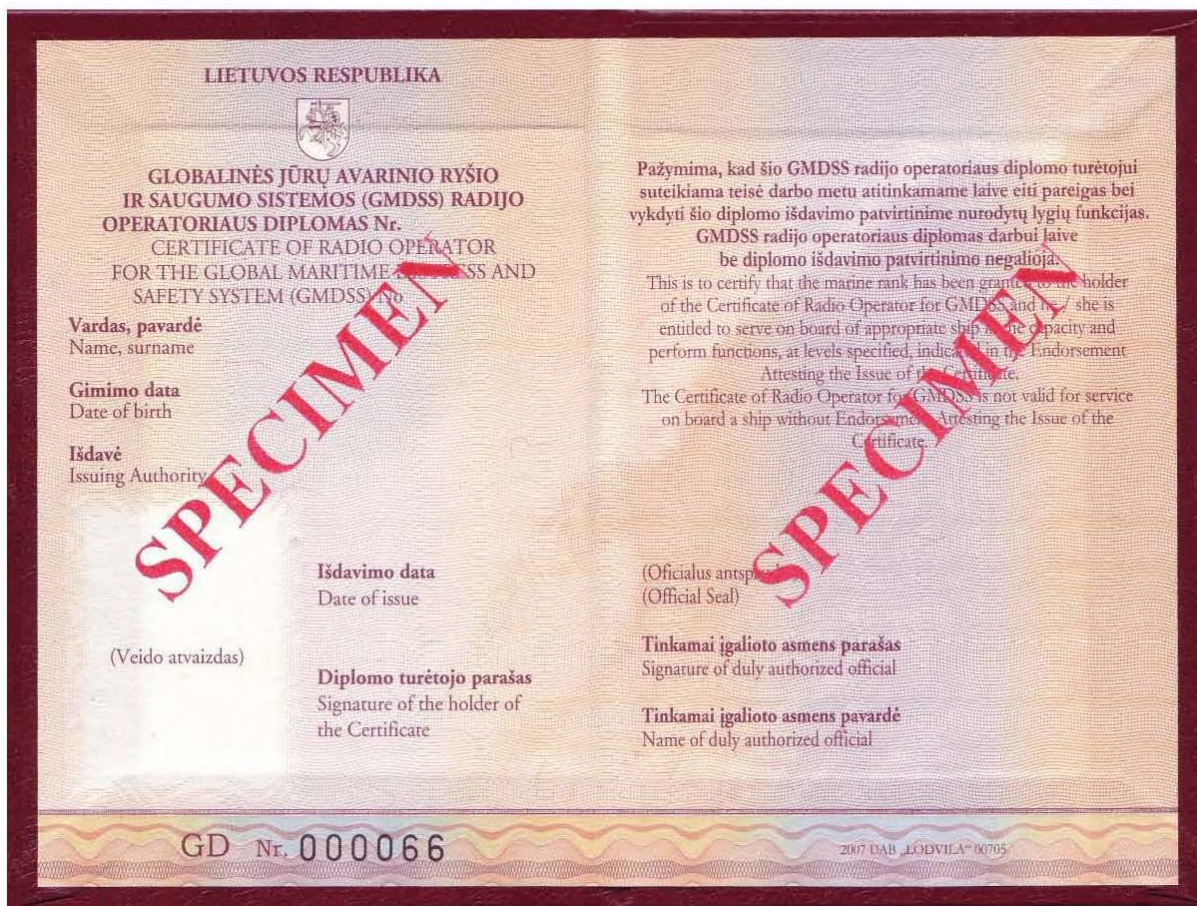 LIETUVOS RESPUBLIKA
GLOBALINĖS JŪRŲ AVARINIO RYŠIO
IR SAUGUMO SISTEMOS (GMDSS) RADIJO
OPERATORIAUS DIPLOMAS Nr.
CERTIFICATE OF RADIO OPERATOR
FOR THE GLOBAL MARITIME DISTRESS AND
SAFETY SYSTEM (GMDSS) No
Vardas, pavardė
Name, surname
Gimimo data
Date of birth
Išdavė
Issuing Authority
SPECIMEN
(Veido atvaizdas)
Išdavimo data
Date of issue
Diplomo turėtojo parašas
Signature of the holder of
the Certificate
Pažymima, kad šio GMDSS radijo operatoriaus diplomo turėtojui
suteikiama teisė darbo metu atitinkamame laive eiti pareigas bei
vykdyti šio diplomo išdavimo patvirtinime nurodytų lygių funkcijas.
GMDSS radijo operatoriaus diplomas darbui laive
be diplomo išdavimo patvirtinimo negalioja.
This is to certify that the marine rank has been granted to the holder
of the Certificate of Radio Operator for GMDSS and he / she is
entitled to serve on board of appropriate ship in the capacity and
perform functions, at levels specified, indicated in the Endorsement
Attesting the Issue of the Certificate.
The Certificate of Radio Operator for GMDSS is not valid for service
on board a ship without Endorsement Attesting the Issue of the
Certificate.
SPECIMEN
(Oficialus antspaudas)
(Official Seal)
Tinkamai įgalioto asmens parašas
Signature of duly authorized official
Tinkamai įgalioto asmens pavardė
Name of duly authorized official
GD Nr. 000066
2007 UAB „LODVILA“ 00705